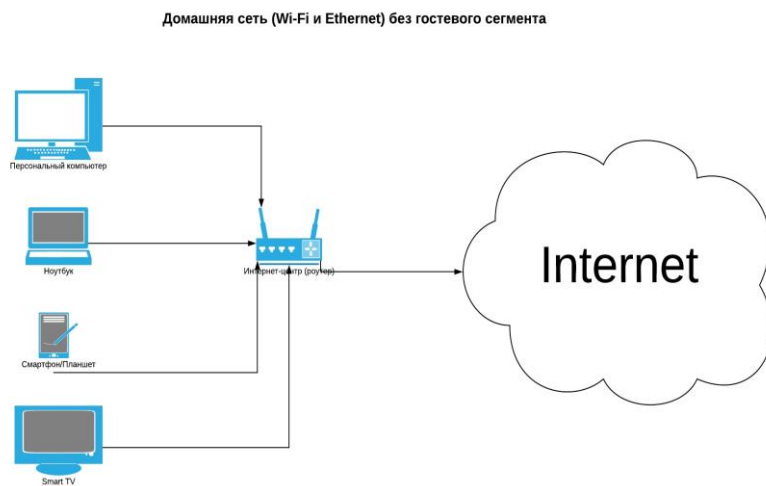 Домашняя сеть (Wi-Fi и Ethernet) без гостевого сегмента
Персональный компьютер
Ноутбук
Интернет-центр (роутер)
Internet
Смартфон/Планшет
Smart TV